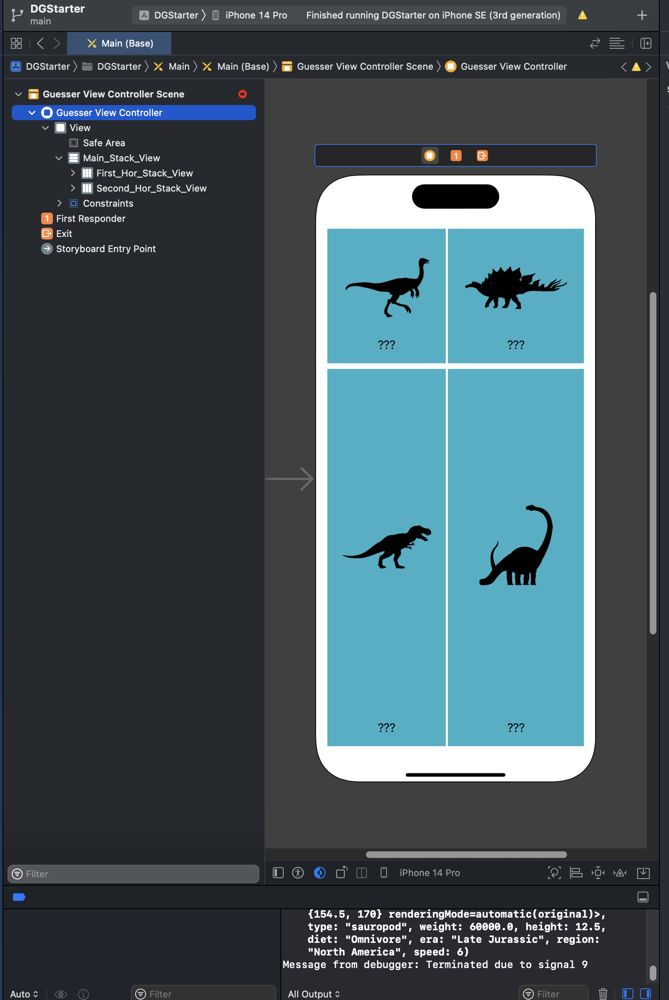 DGStarter
main
DGStarter iPhone 14 Pro Finished running DGStarter on iPhone SE (3rd generation)
Main (Base)
DGStarter DGStarter Main Main (Base) Guesser View Controller Scene Guesser View Controller
Guesser View Controller Scene
Guesser View Controller
View
Safe Area
Main_Stack_View
First_Hor_Stack_View
Second_Hor_Stack_View
Constraints
1 First Responder
Exit
Storyboard Entry Point
1
??? ???
??? ???
Filter
iPhone 14 Pro
{154.5, 170} renderingMode=automatic(original)>,
type: "sauropod", weight: 60000.0, height: 12.5,
diet: "Omnivore", era: "Late Jurassic", region:
"North America", speed: 6)
Message from debugger: Terminated due to signal 9
Auto Filter All Output Filter